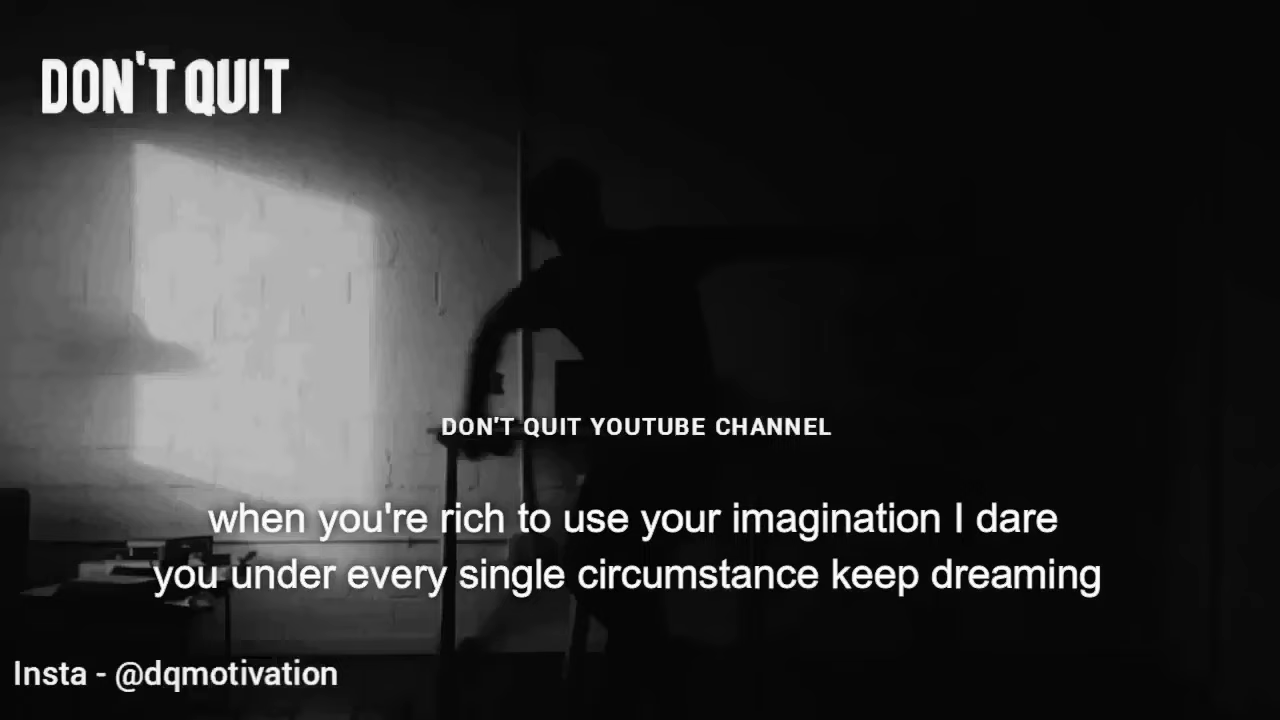 DON'T QUIT
DON'T QUIT YOUTUBE CHANNEL
when you're rich to use your imagination I dare
you under every single circumstance keep dreaming
Insta - @dqmotivation